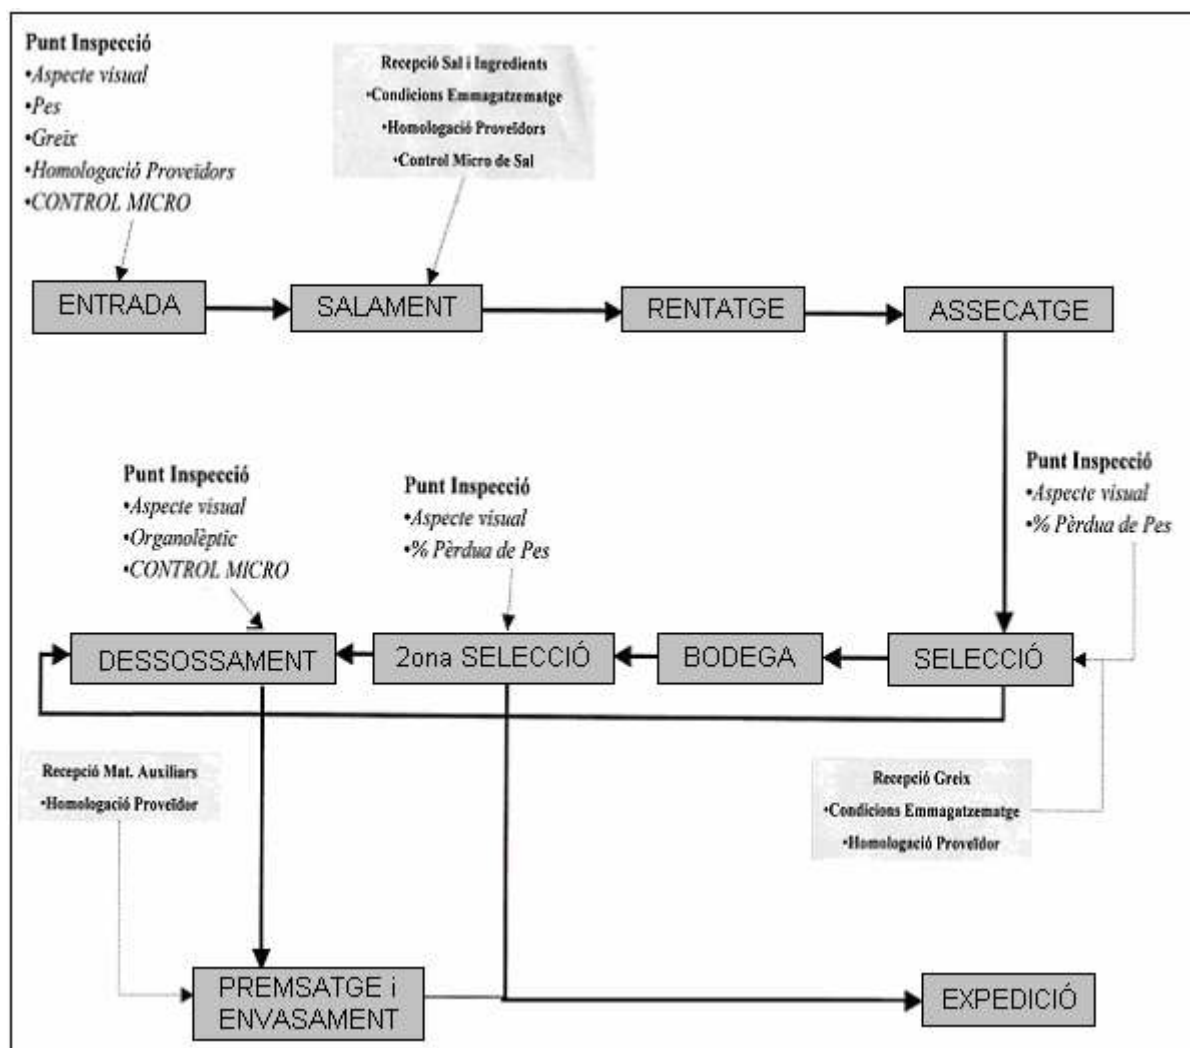 Punt Inspecció
•Aspecte visual
•Pes
•Greix
•Homologació Proveïdors
•CONTROL MICRO
Recepció Sal i Ingredients
•Condicions Emmagatzematge
•Homologació Proveïdors
•Control Micro de Sal
ENTRADA
SALAMENT
RENTATGE
ASSECATGE
Punt Inspecció
•Aspecte visual
•Organolèptic
•CONTROL MICRO
Punt Inspecció
•Aspecte visual
•% Pèrdua de Pes
Punt Inspecció
•Aspecte visual
•% Pèrdua de Pes
DESSOSSAMENT
2ona SELECCIÓ
BODEGA
SELECCIÓ
Recepció Mat. Auxiliars
•Homologació Proveïdor
Recepció Greix
•Condicions Emmagatzematge
•Homologació Proveïdor
PREMSATGE i
ENVASAMENT
EXPEDICIÓ